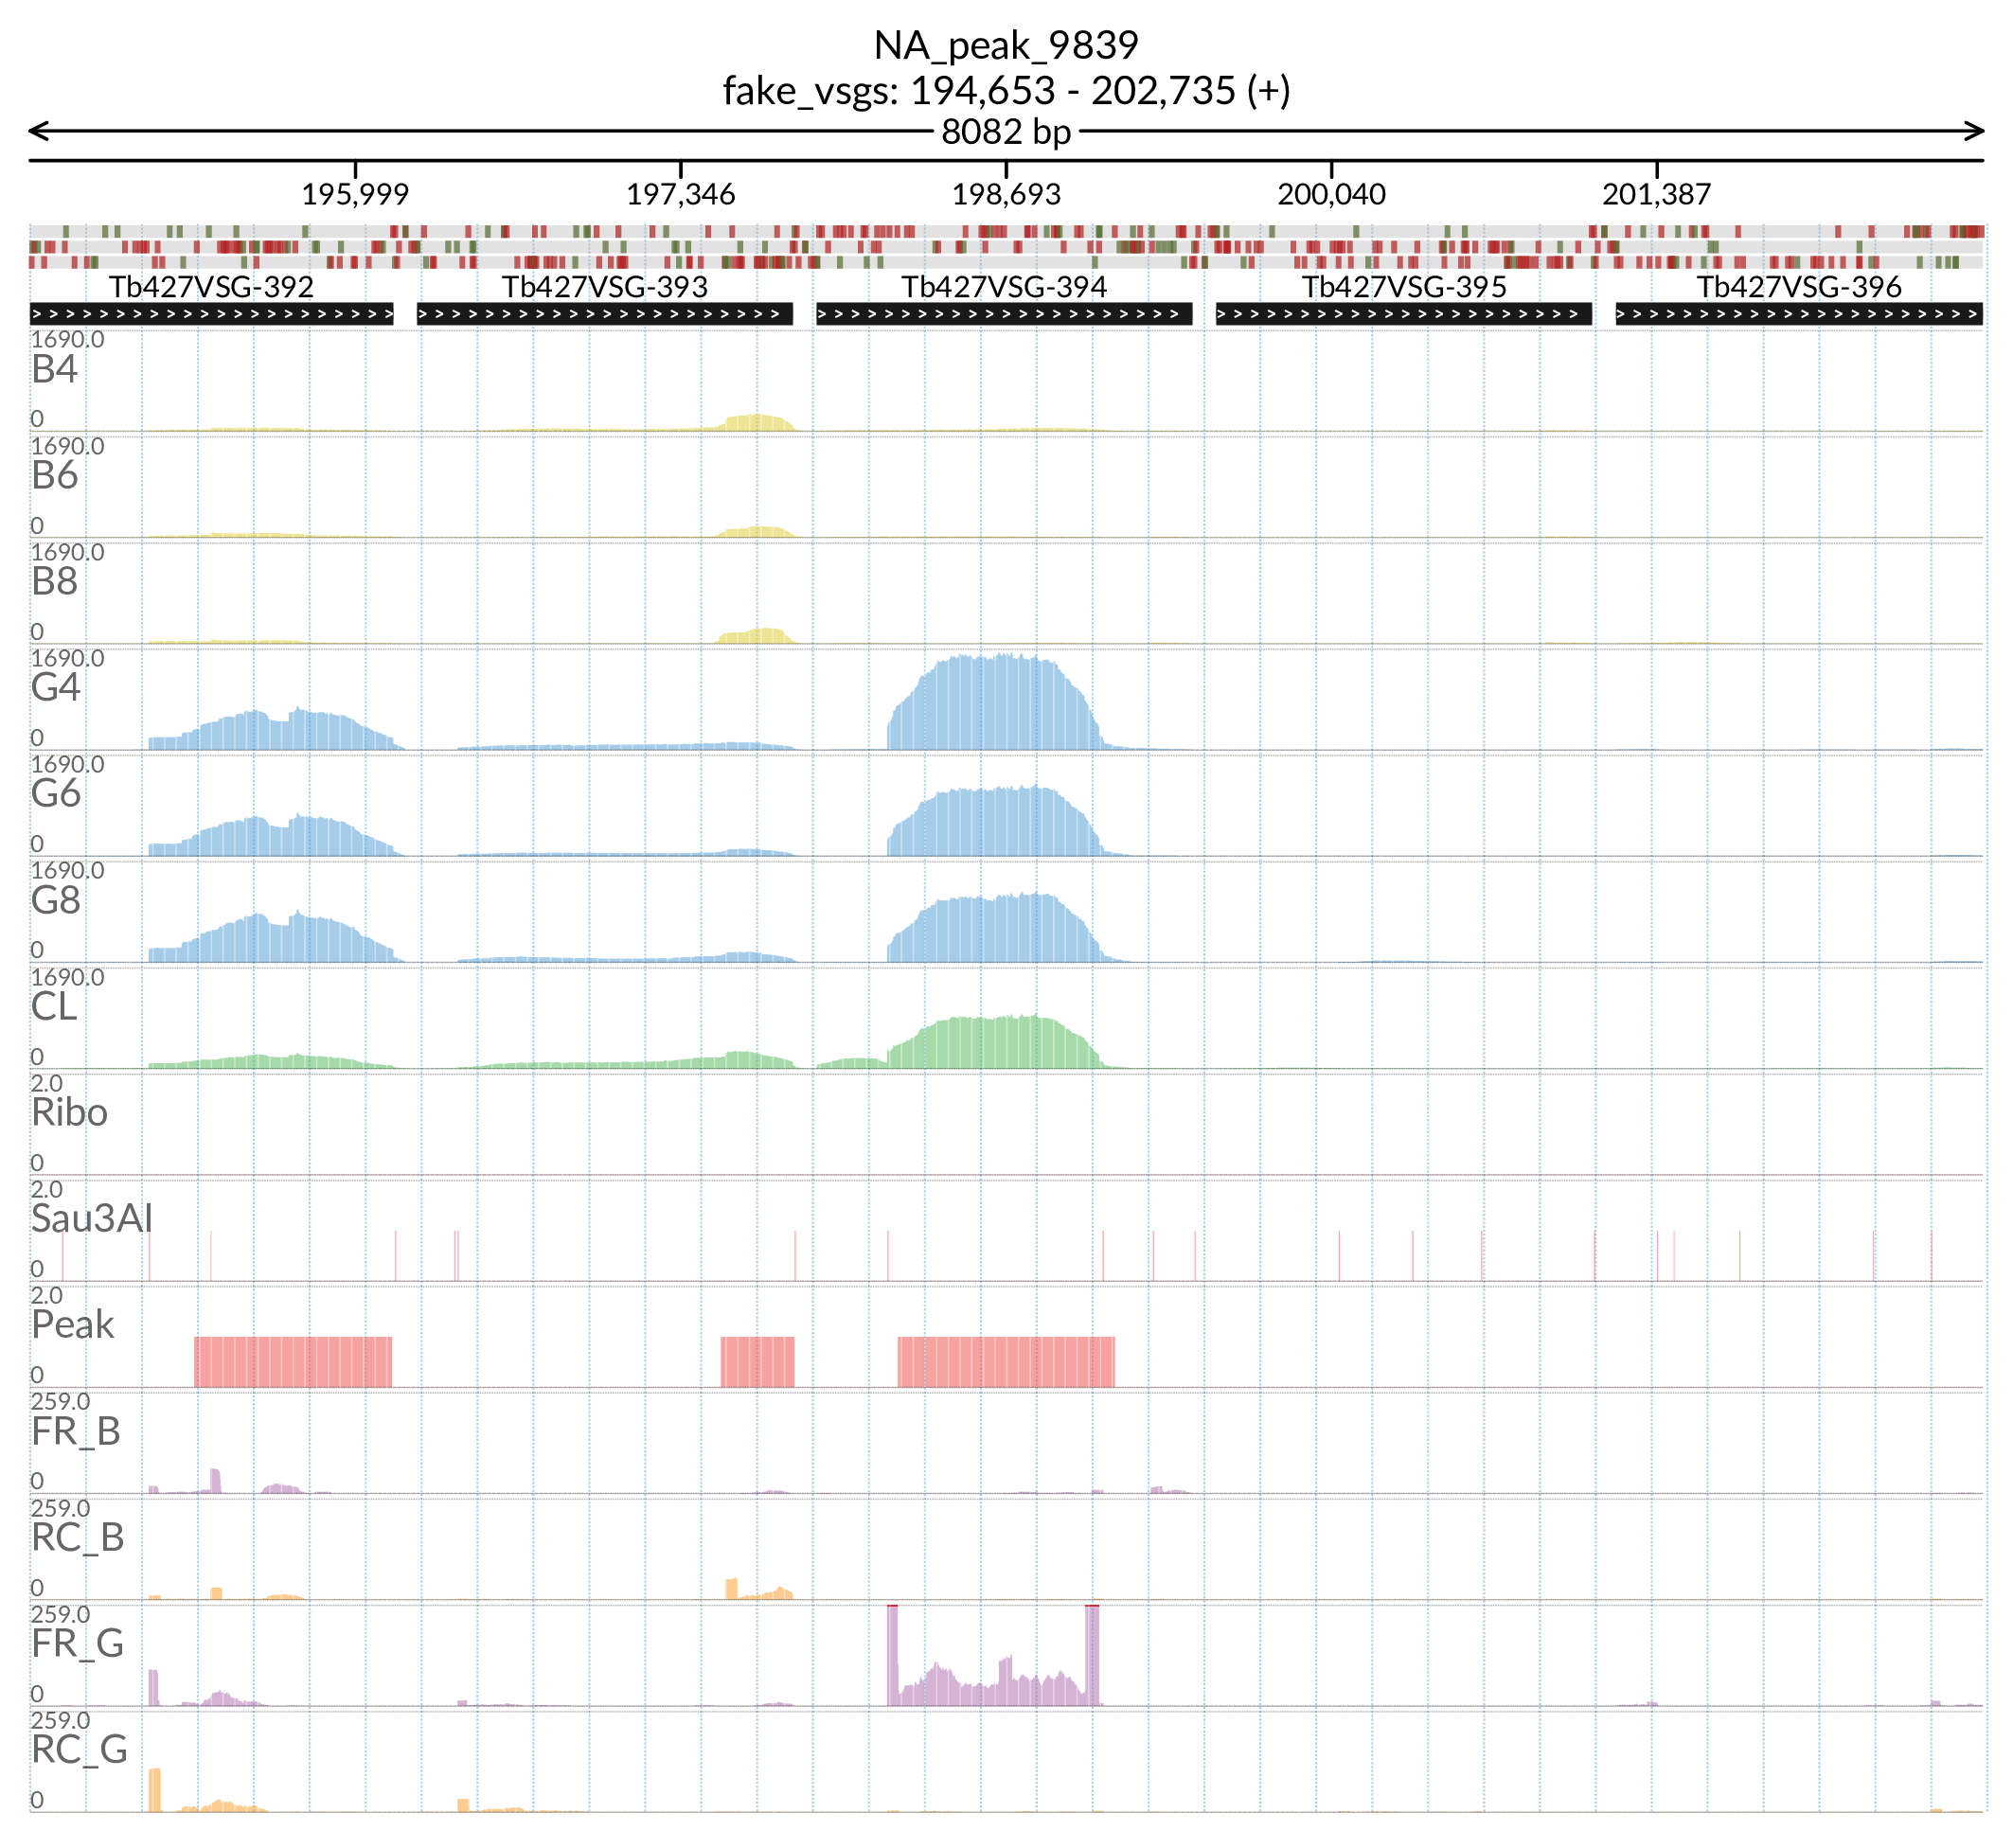 NA_peak_9839
fake_vsgs: 194,653 - 202,735 (+)
8082 bp
195,999 197,346 198,693 200,040 201,387
Tb427VSG-392 Tb427VSG-393 Tb427VSG-394 Tb427VSG-395 Tb427VSG-396
1690.0
B4
0
1690.0
B6
0
1690.0
B8
0
1690.0
G4
0
1690.0
G6
0
1690.0
G8
0
1690.0
CL
0
2.0
Ribo
0
2.0
Sau3AI
0
2.0
Peak
0
259.0
FR_B
0
259.0
RC_B
0
259.0
FR_G
0
259.0
RC_G
0